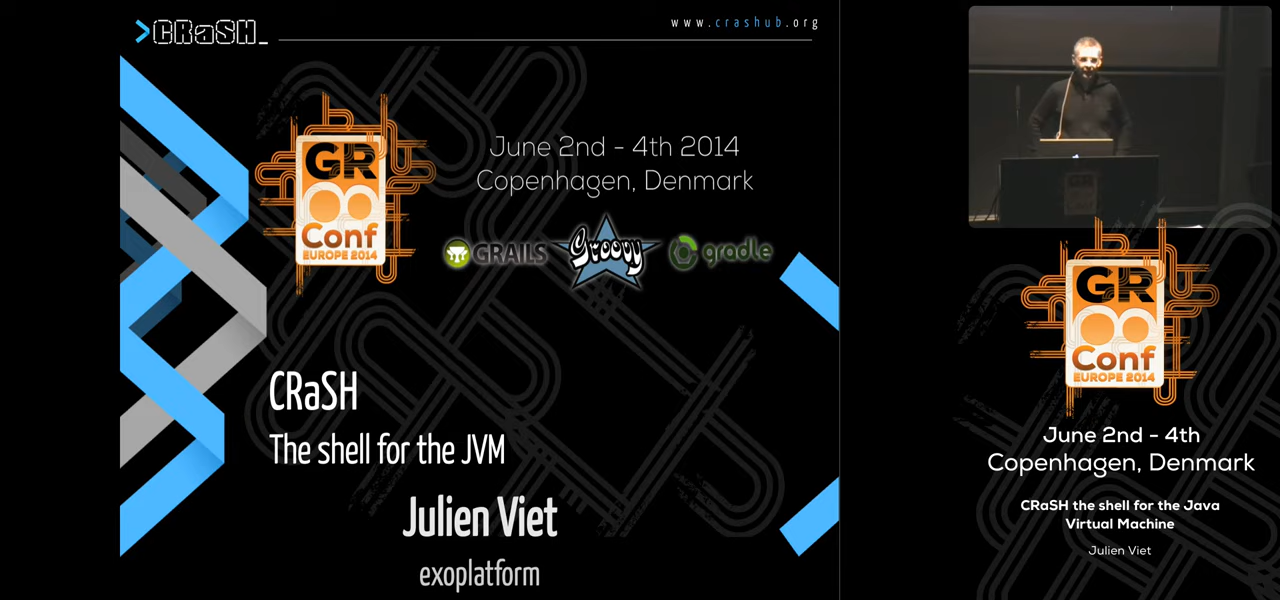 >CRaSH_
www.crashub.org
GR8
Conf
EUROPE 2014
June 2nd - 4th 2014
Copenhagen, Denmark
GRAILS
Groovy
gradle
CRaSH
The shell for the JVM
Julien Viet
exoplatform
GR8
Conf
EUROPE 2014
June 2nd - 4th
Copenhagen, Denmark
CRaSH the shell for the Java
Virtual Machine
Julien Viet